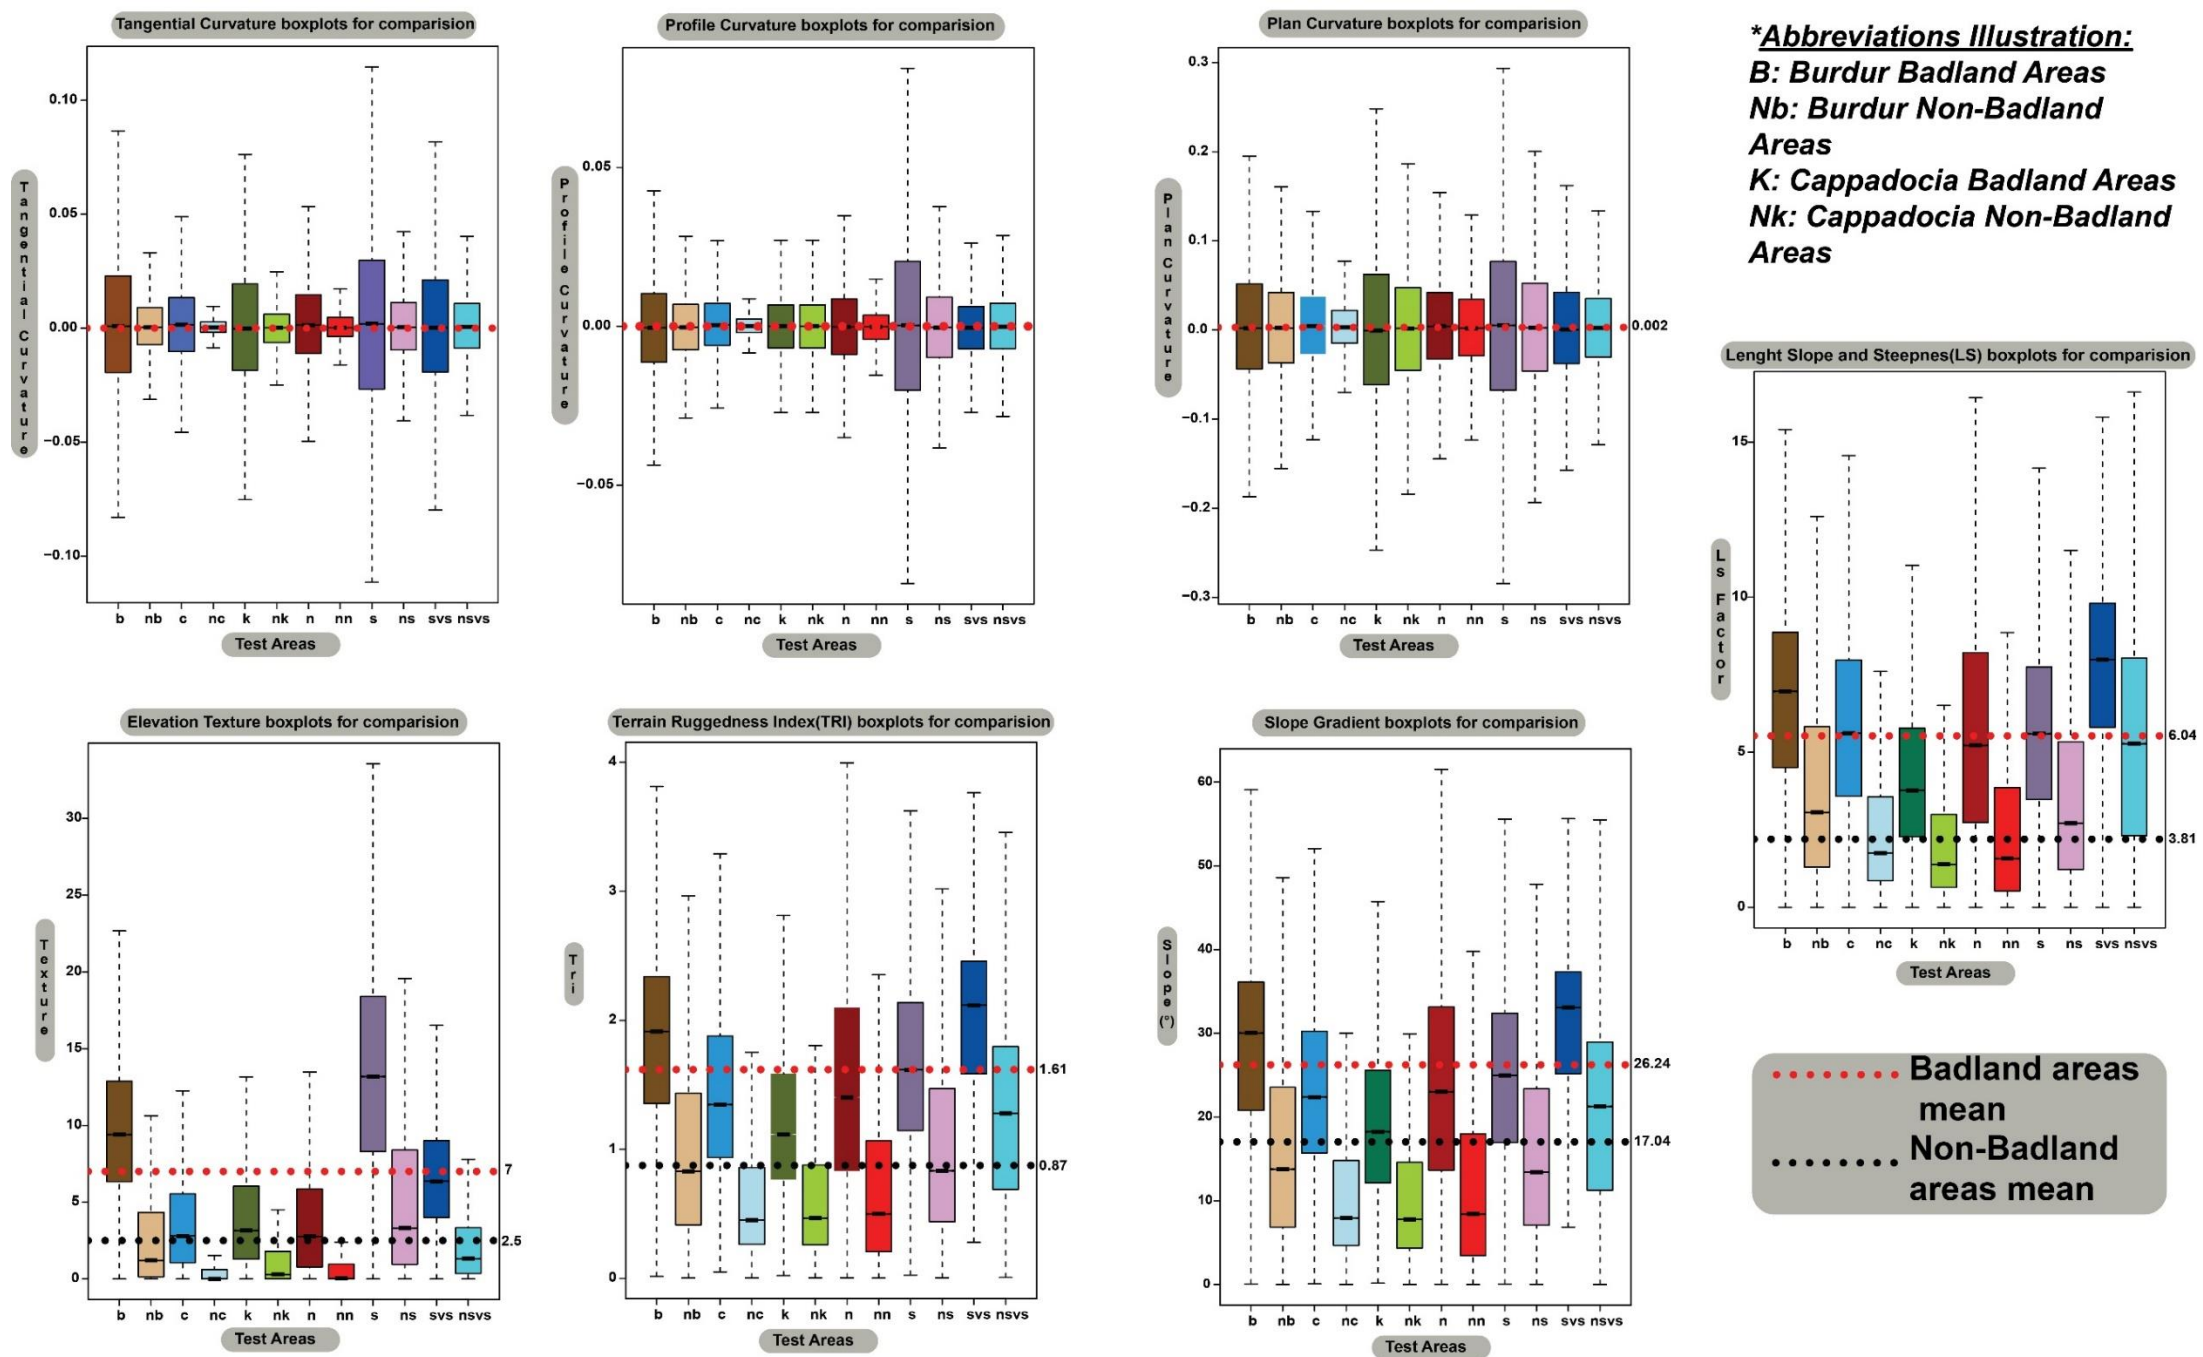 Tangential Curvature boxplots for comparision
Tangential Curvature
0.10
0.05
0.00
−0.05
−0.10
b nb c nc k nk n nn s ns svs nsvs
Test Areas
Profile Curvature boxplots for comparision
Profile Curvature
0.05
0.00
−0.05
b nb c nc k nk n nn s ns svs nsvs
Test Areas
Plan Curvature boxplots for comparision
Plan Curvature
0.3
0.2
0.1
0.0
−0.1
−0.2
−0.3
0.002
b nb c nc k nk n nn s ns svs nsvs
Test Areas
*Abbreviations Illustration:
B: Burdur Badland Areas
Nb: Burdur Non-Badland
Areas
K: Cappadocia Badland Areas
Nk: Cappadocia Non-Badland
Areas
Lenght Slope and Steepnes(LS) boxplots for comparision
Ls Factor
15
10
5
0
6.04
3.81
b nb c nc k nk n nn s ns svs nsvs
Test Areas
Elevation Texture boxplots for comparision
Texture
30
25
20
15
10
5
0
7
2.5
b nb c nc k nk n nn s ns svs nsvs
Test Areas
Terrain Ruggedness Index(TRI) boxplots for comparision
Tri
4
3
2
1
0
1.61
0.87
b nb c nc k nk n nn s ns svs nsvs
Test Areas
Slope Gradient boxplots for comparision
Slope (°)
60
50
40
30
20
10
0
26.24
17.04
b nb c nc k nk n nn s ns svs nsvs
Test Areas
Badland areas
mean
Non-Badland
areas mean